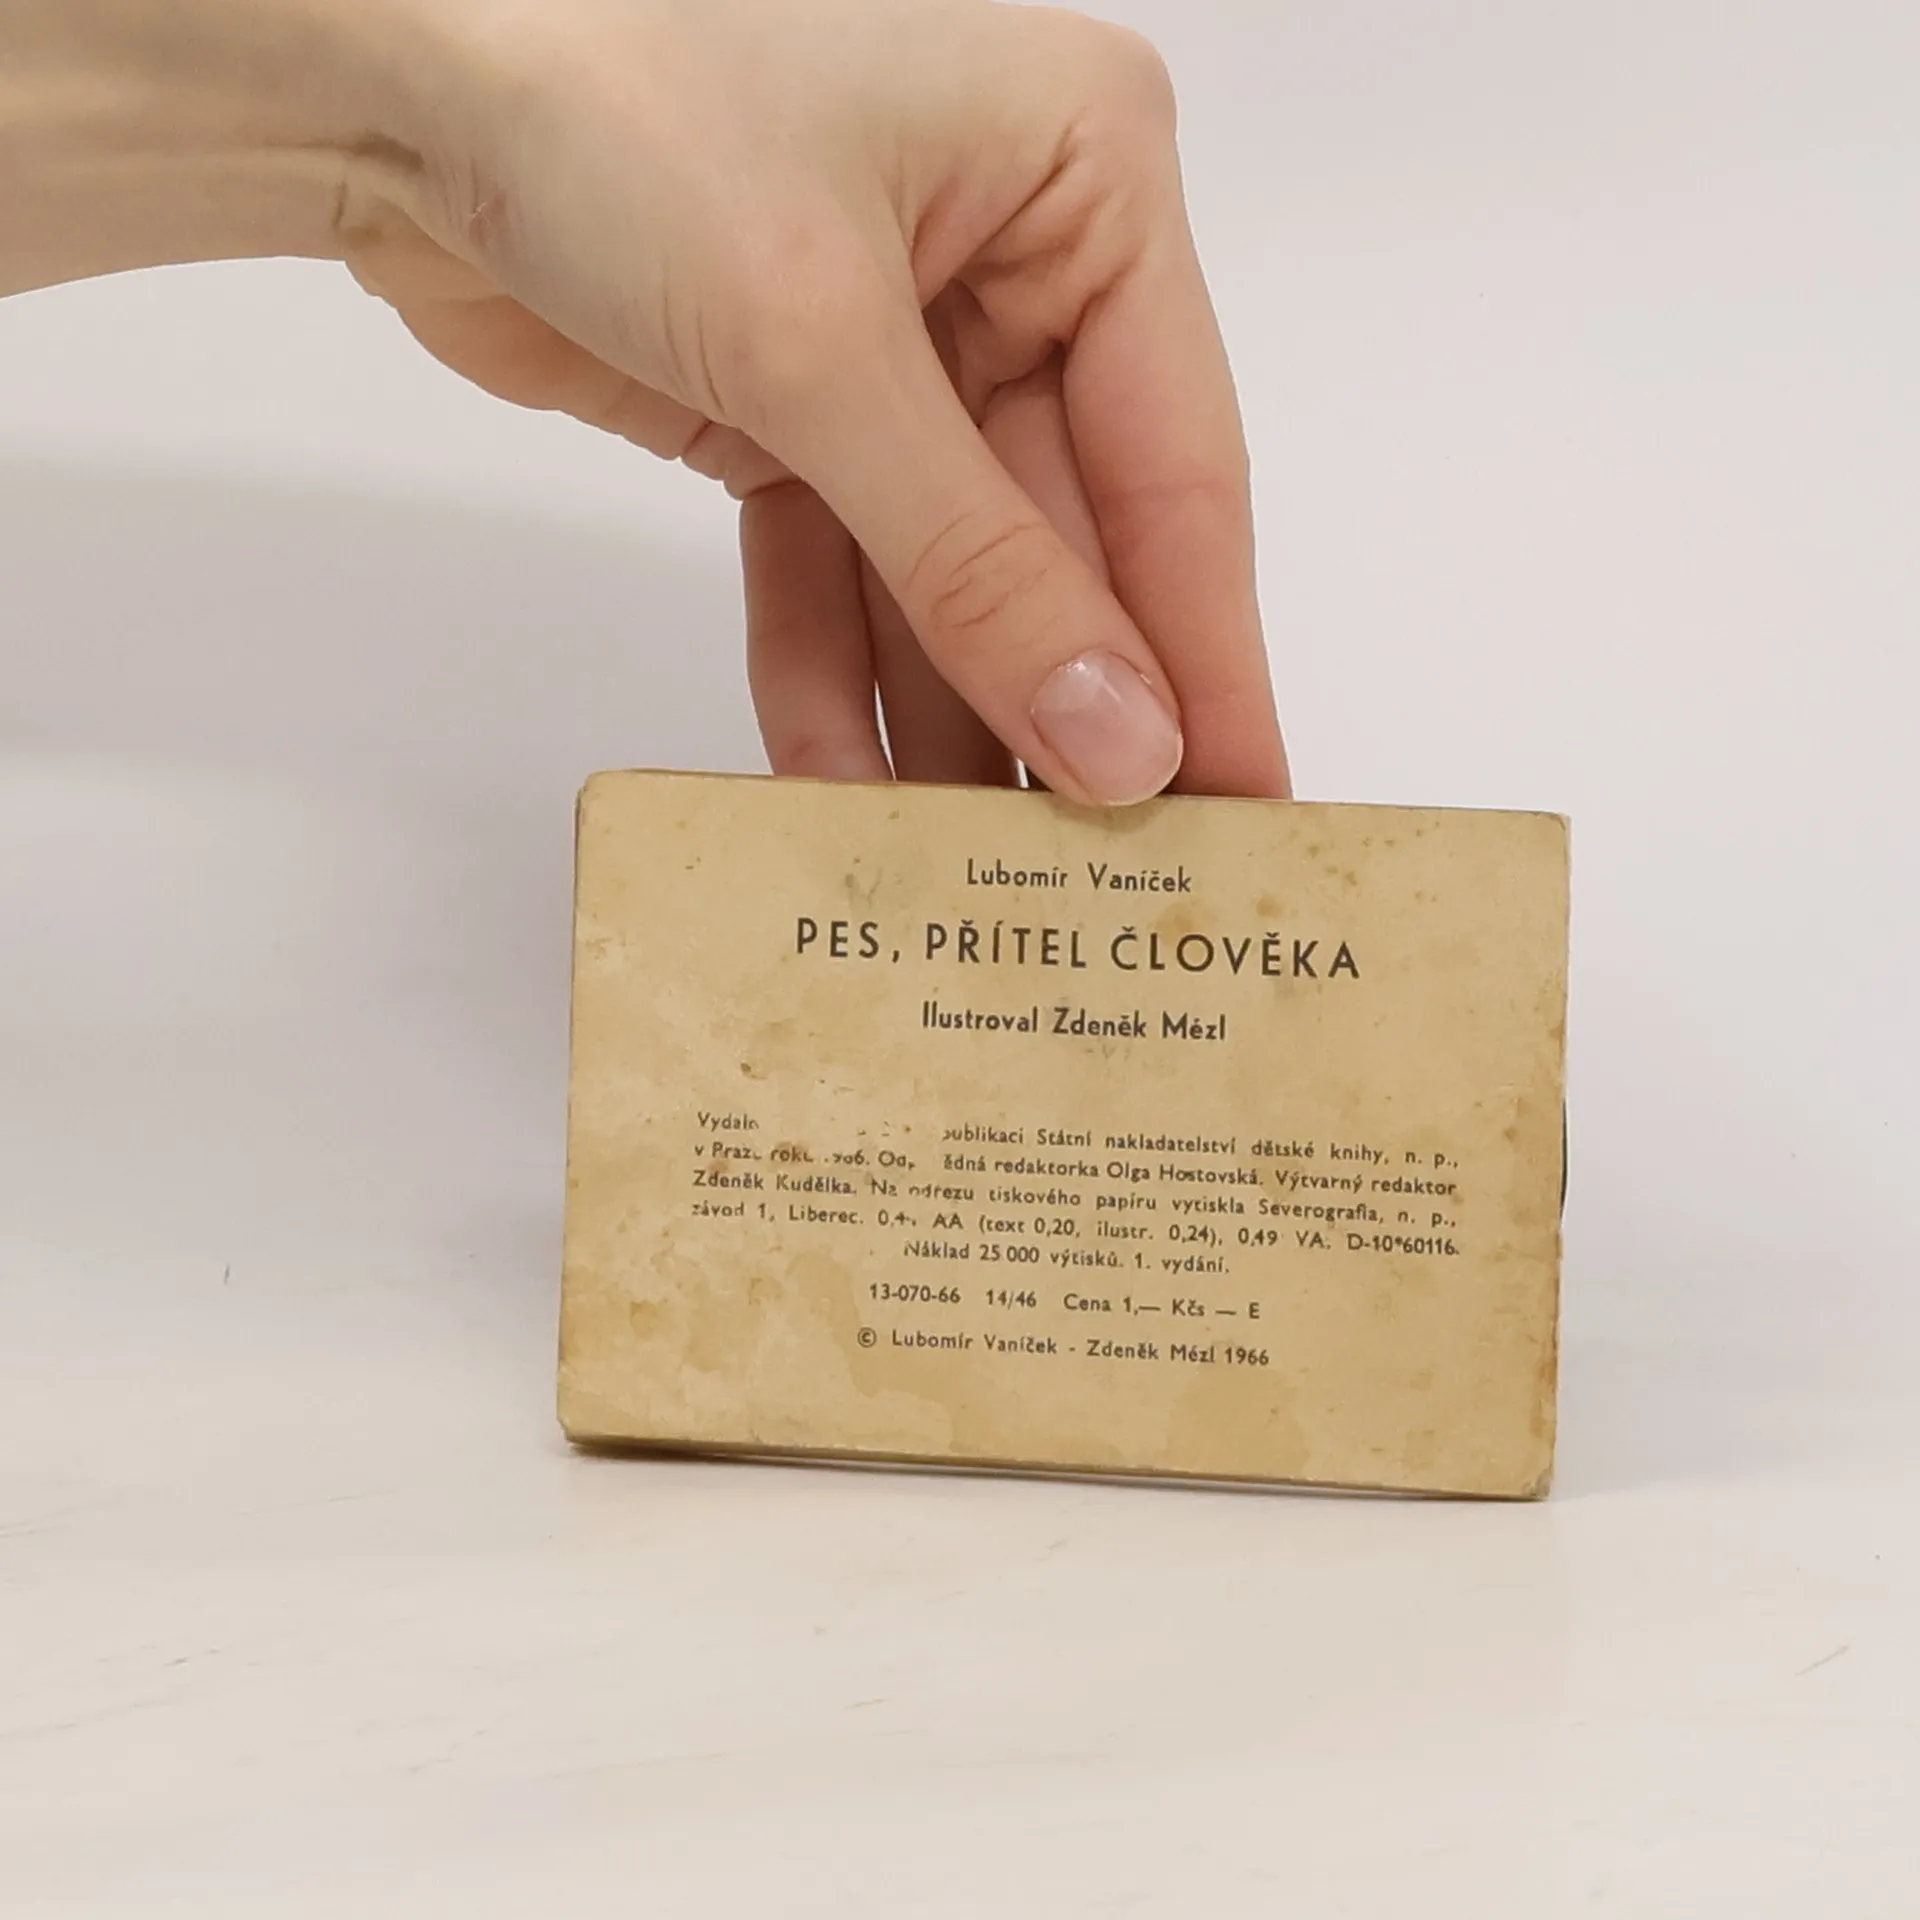 Lubomír Vaníček
PES, PŘÍTEL ČLOVĚKA
Ilustroval Zdeněk Mézl
publikaci Státní nakladatelství dětské knihy, n. p.,
v redaktorka Olga Hostovská. Výtvarný redaktor
Zdeněk Kudělka. Na odřezu tiskového papíru vytiskla Severografia, n. p.,
závod 1, Liberec. AA (text 0,20, ilustr. 0,24), 0,49 VA. D-10*60116.
Náklad 25 000 výtisků. 1. vydání.
13-070-66 14/46 Cena 1,— Kčs — E
© Lubomír Vaníček - Zdeněk Mézl 1966